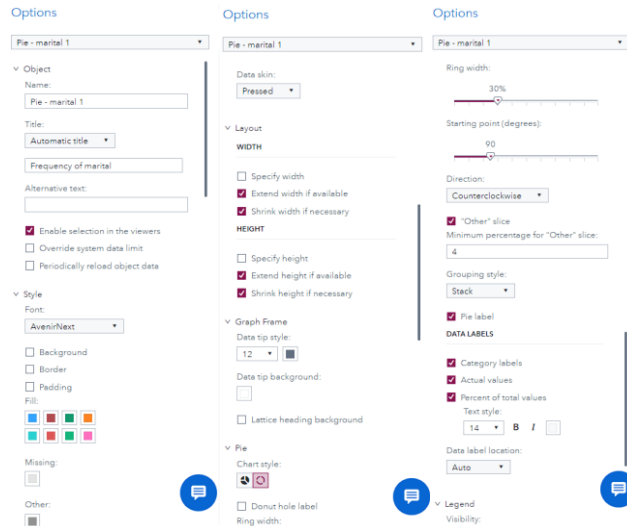 Options
Pie - marital 1
Object
Name:
Pie - marital 1
Title:
Automatic title
Frequency of marital
Alternative text:
Enable selection in the viewers
Override system data limit
Periodically reload object data
Style
Font:
AvenirNext
Background
Border
Padding
Fill:
Missing:
Other:
Options
Pie - marital 1
Data skin:
Pressed
Layout
WIDTH
Specify width
Extend width if available
Shrink width if necessary
HEIGHT
Specify height
Extend height if available
Shrink height if necessary
Graph Frame
Data tip style:
12
Data tip background:
Lattice heading background
Pie
Chart style:
Donut hole label
Ring width:
Options
Pie - marital 1
Ring width:
30%
Starting point (degrees):
90
Direction:
Counterclockwise
"Other" slice
Minimum percentage for "Other" slice:
4
Grouping style:
Stack
Pie label
DATA LABELS
Category labels
Actual values
Percent of total values
Text style:
14 B I
Data label location:
Auto
Legend
Visibility: